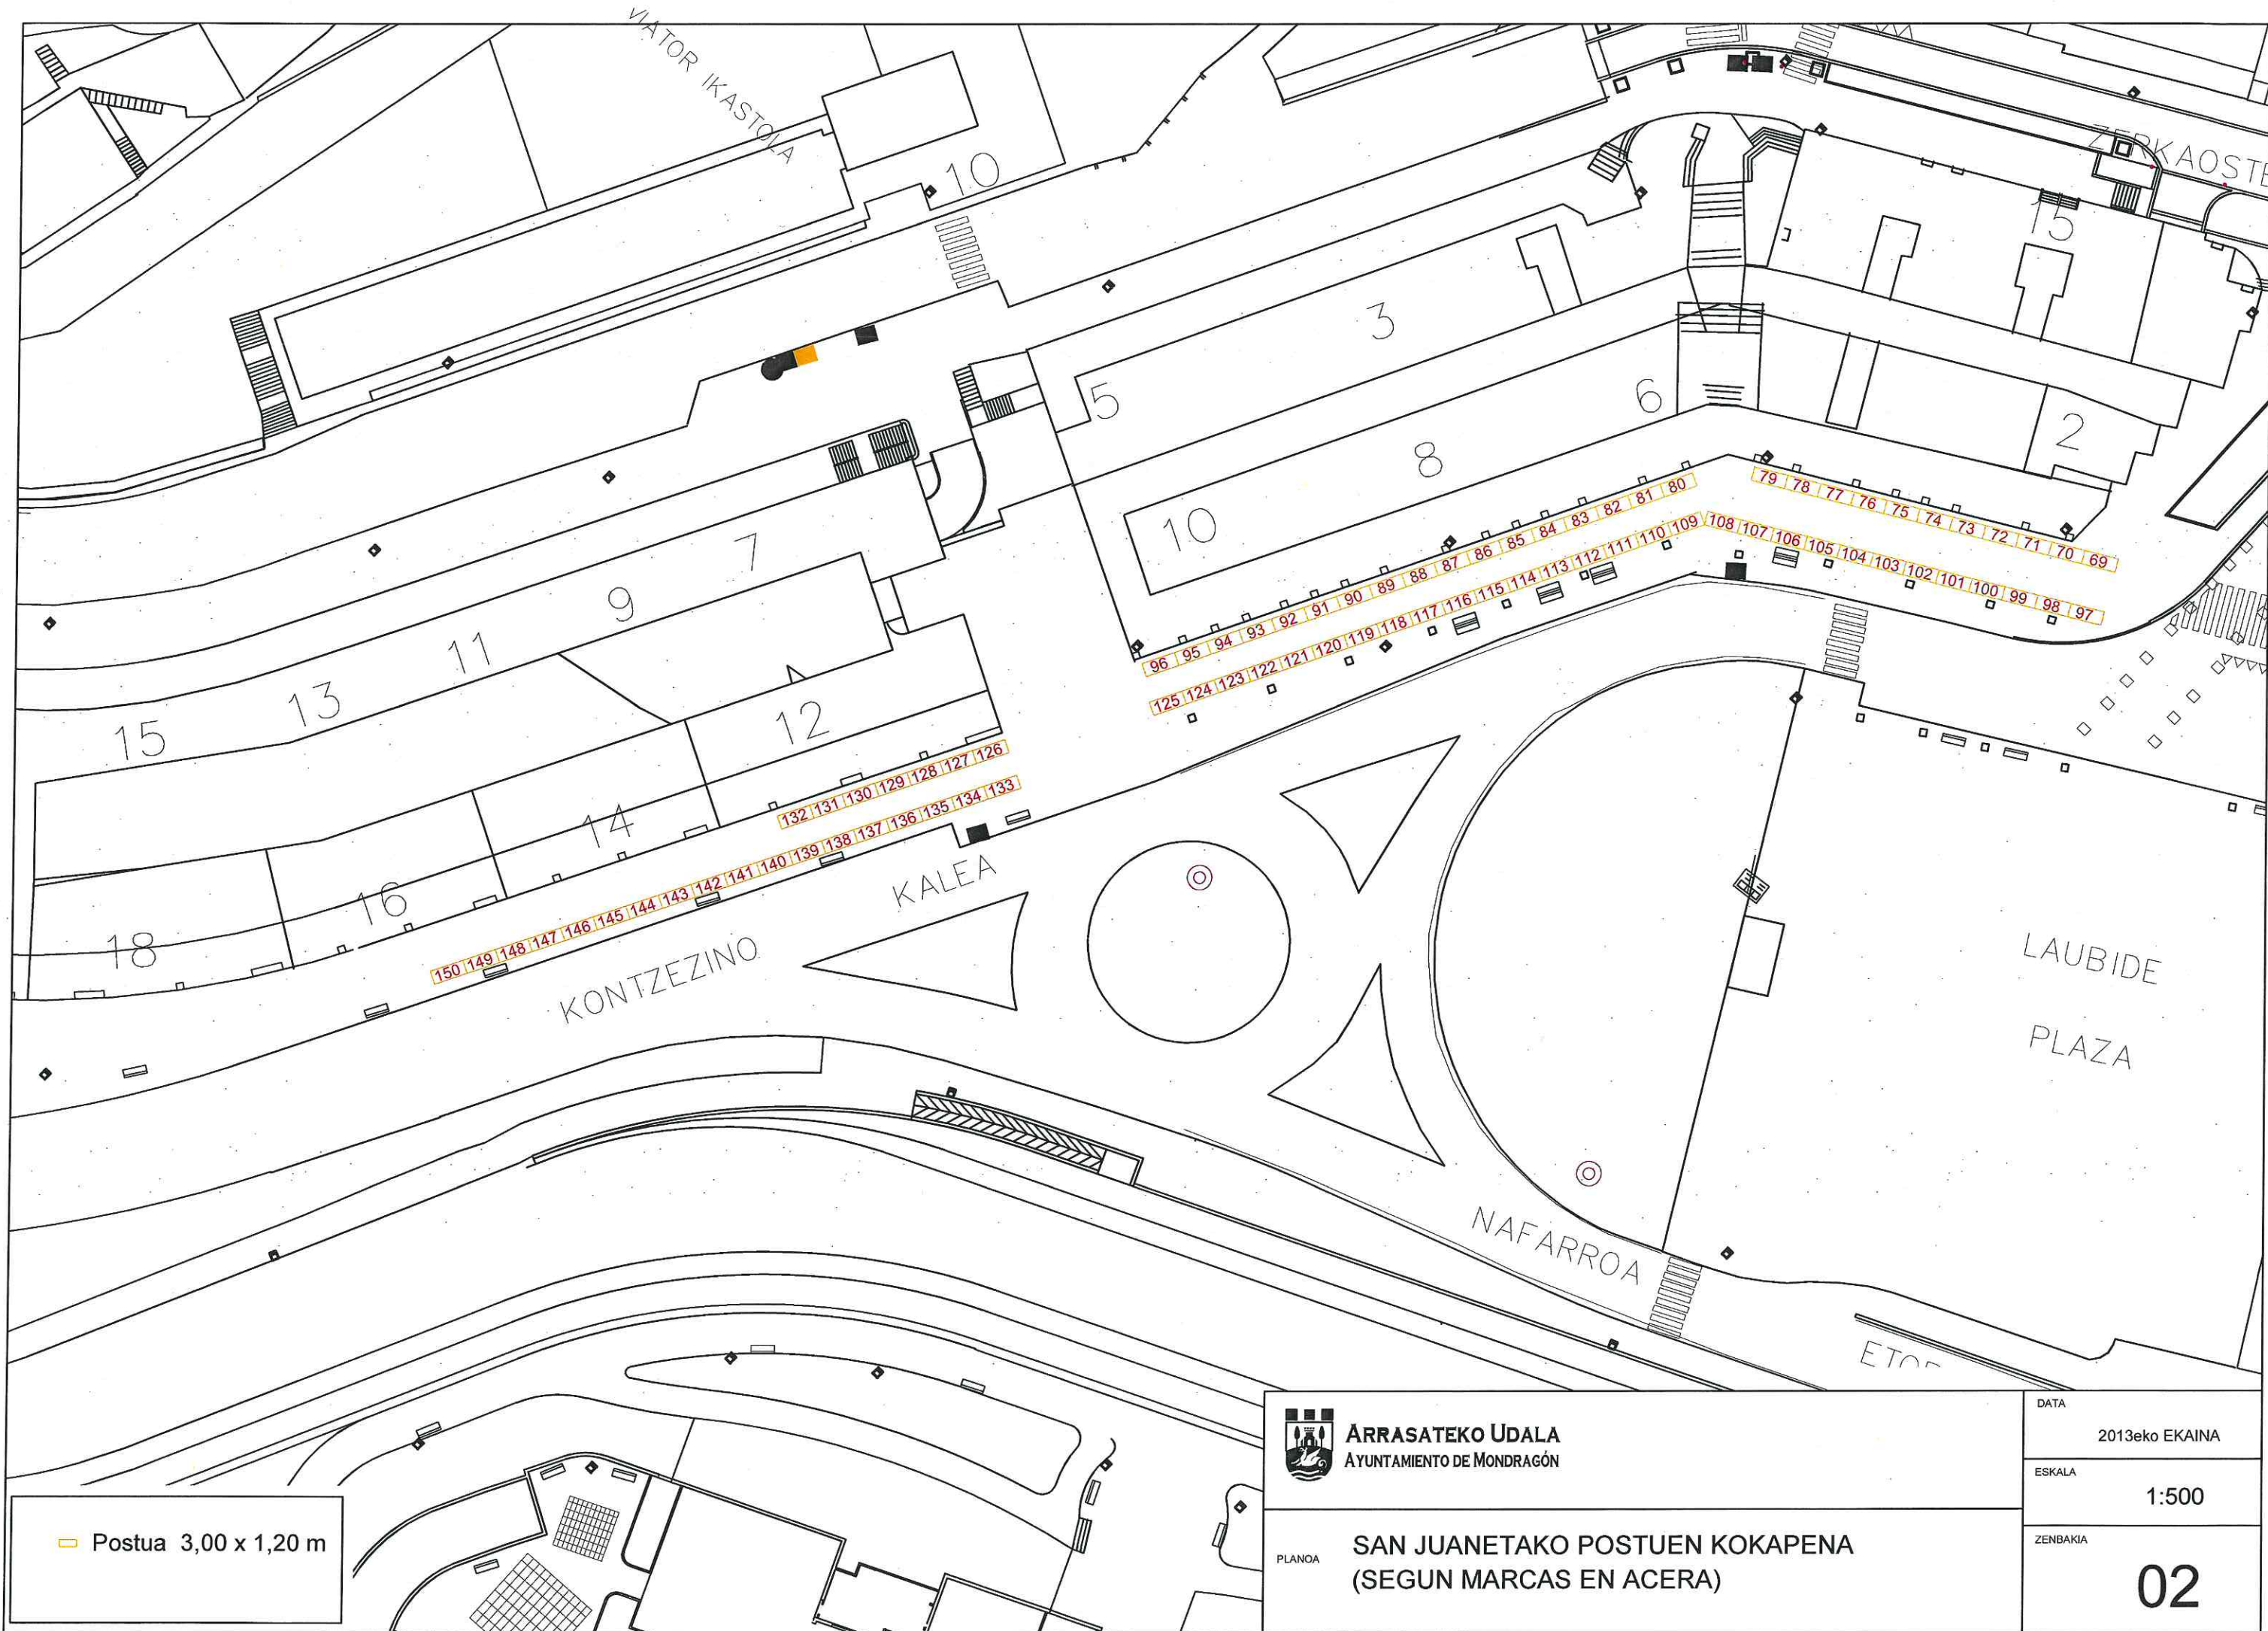 VIATOR IKASTOLA
10
ZERKAOSTE
15
3
5
6
2
8
10
7
9
11
13
15
12
14
16
18
79 78 77 76 75 74 73 72 71 70 69
96 95 94 93 92 91 90 89 88 87 86 85 84 83 82 81 80
108 107 106 105 104 103 102 101 100 99 98 97
125 124 123 122 121 120 119 118 117 116 115 114 113 112 111 110 109
132 131 130 129 128 127 126
150 149 148 147 146 145 144 143 142 141 140 139 138 137 136 135 134 133
KONTZEZINO KALEA
LAUBIDE
PLAZA
NAFARROA
Postua 3,00 x 1,20 m
ARRASATEKO UDALA
AYUNTAMIENTO DE MONDRAGÓN
PLANOA
SAN JUANETAKO POSTUEN KOKAPENA
(SEGUN MARCAS EN ACERA)
DATA
2013eko EKAINA
ESKALA
1:500
ZENBAKIA
02